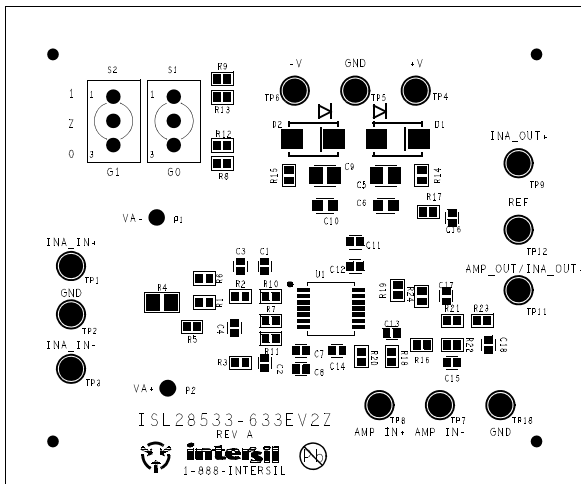 S2 S1 R9
-V GND +V
1 1 1 R13
TP6 TP5 TP4
Z
D2 D1
0 3 3 R12
INA_OUT+
G1 G0 R8
R15 C9 C5 R14
TP9
C10 C6 R17
REF
VA- P1 C16
INA_IN+
C11 TP12
C3 C1 C12 U1
AMP_OUT/INA_OUT-
TP1 R6
GND R4 R2 R10 R19 R24 C17
R1 TP11
TP2 R5 C4 R7 R21 R23
C13
INA_IN- R11 R16 R22 C18
C7 C14 R20 R18
TP3 R3 C2 C8 C15
VA+ P2
ISL28533-633EV2Z
TP8 TP7 TP10
REV A AMP IN+ AMP IN- GND
intersil Pb
1-888-INTERSIL